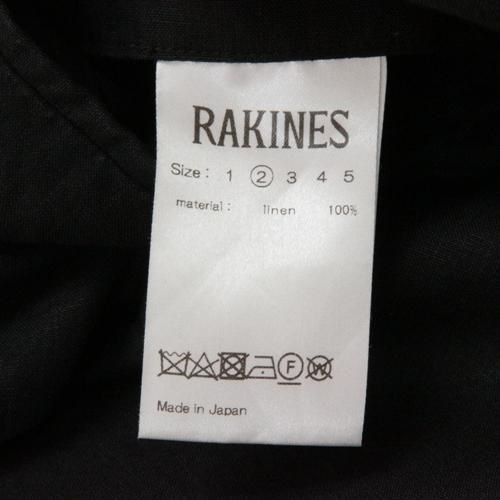 RAKINES
Size: 1 2 3 4 5
material: linen 100%
F W
Made in Japan